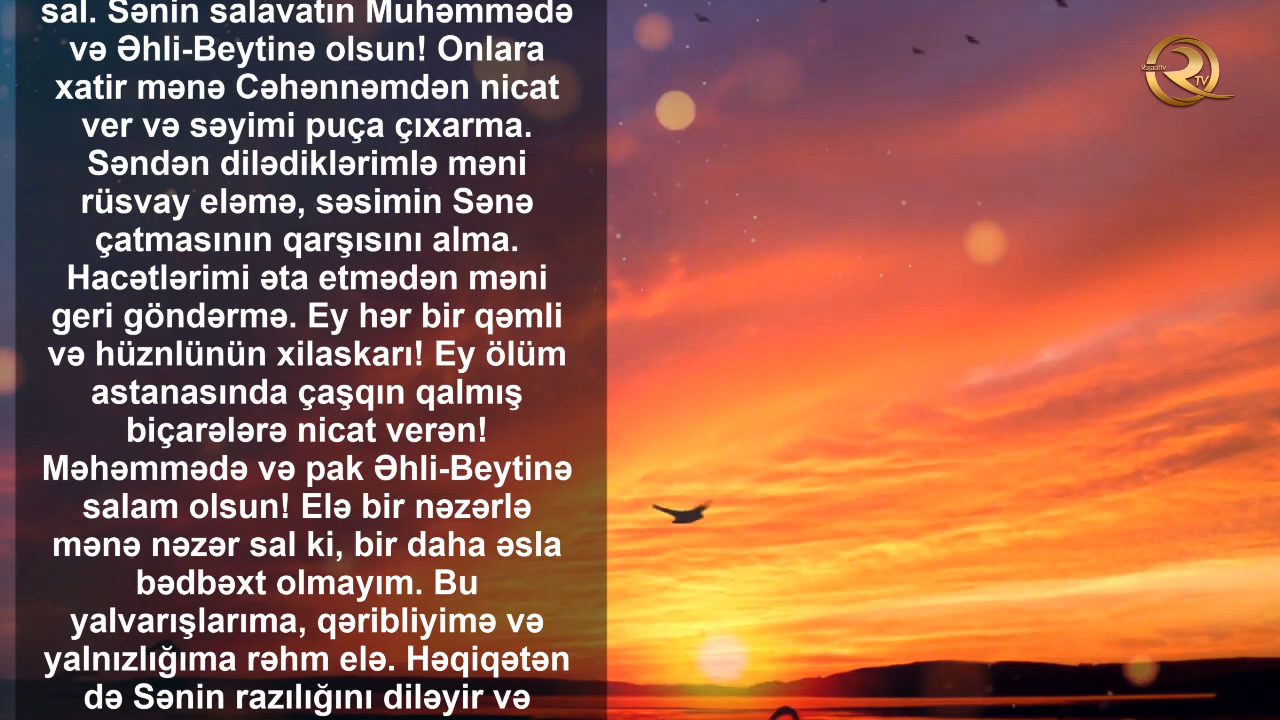 sal. Sənin salavatın Muhəmmədə
və Əhli-Beytinə olsun! Onlara
xatir mənə Cəhənnəmdən nicat
ver və səyimi puça çıxarma.
Səndən dilədiklərimlə məni
rüsvay eləmə, səsimin Sənə
çatmasının qarşısını alma.
Hacətlərimi əta etmədən məni
geri göndərmə. Ey hər bir qəmli
və hüznlünün xilaskarı! Ey ölüm
astanasında çaşqın qalmış
biçarələrə nicat verən!
Məhəmmədə və pak Əhli-Beytinə
salam olsun! Elə bir nəzərlə
mənə nəzər sal ki, bir daha əsla
bədbəxt olmayım. Bu
yalvarışlarıma, qəribliyimə və
yalnızlığıma rəhm elə. Həqiqətən
də Sənin razılığını diləyir və
TV